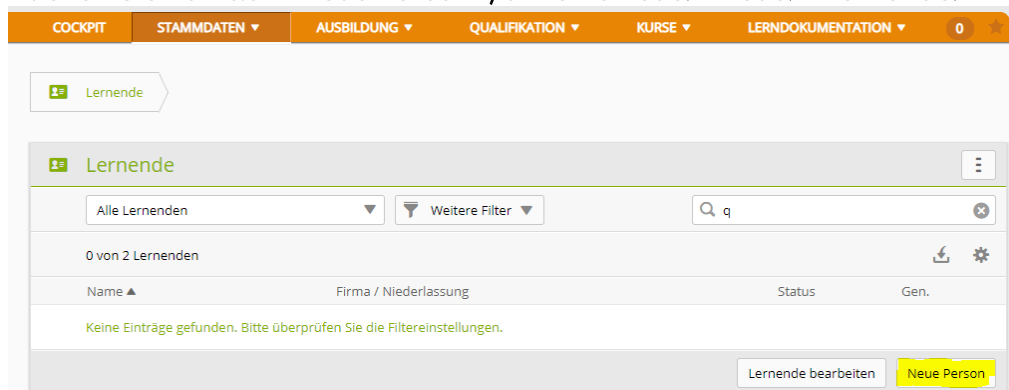 COCKPIT STAMMDATEN ▼ AUSBILDUNG ▼ QUALIFIKATION ▼ KURSE ▼ LERNDOKUMENTATION ▼ 0
Lernende
Lernende
Alle Lernenden ▼ Weitere Filter ▼ q
0 von 2 Lernenden
Name ▲ Firma / Niederlassung Status Gen.
Keine Einträge gefunden. Bitte überprüfen Sie die Filtereinstellungen.
Lernende bearbeiten Neue Person